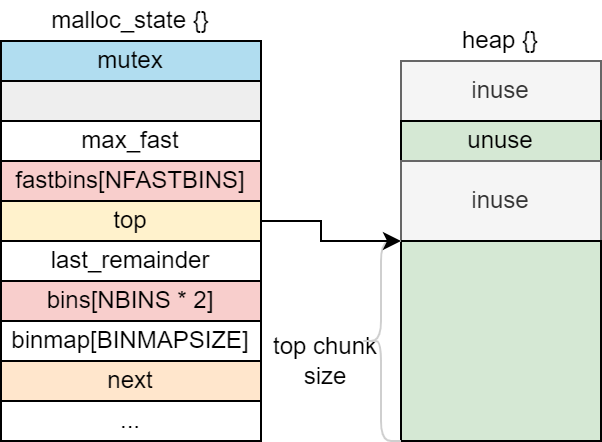 malloc_state {}
mutex
max_fast
fastbins[NFASTBINS]
top
last_remainder
bins[NBINS * 2]
binmap[BINMAPSIZE]
next
...
heap {}
inuse
unuse
inuse
top chunk
size